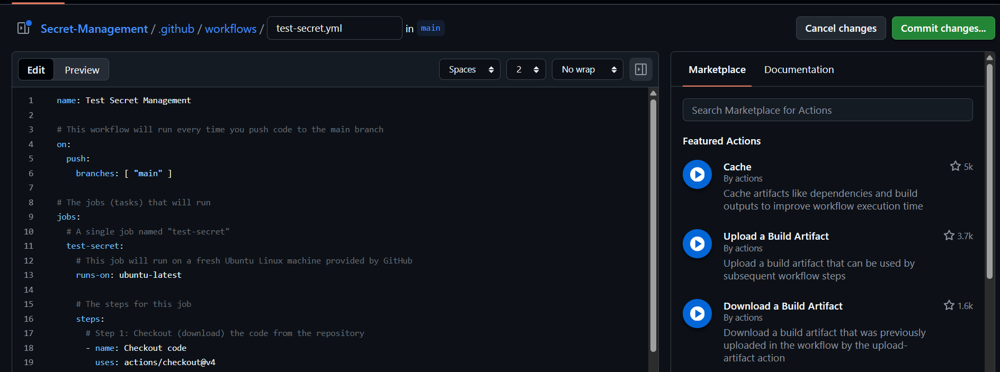 Secret-Management / .github / workflows / test-secret.yml in main
Cancel changes
Commit changes...
Edit
Preview
Spaces
2
No wrap
1 name: Test Secret Management
2
3 # This workflow will run every time you push code to the main branch
4 on:
5   push:
6     branches: [ "main" ]
7
8 # The jobs (tasks) that will run
9 jobs:
10   # A single job named "test-secret"
11   test-secret:
12     # This job will run on a fresh Ubuntu Linux machine provided by GitHub
13     runs-on: ubuntu-latest
14
15     # The steps for this job
16     steps:
17       # Step 1: Checkout (download) the code from the repository
18       - name: Checkout code
19         uses: actions/checkout@v4
Marketplace
Documentation
Search Marketplace for Actions
Featured Actions
Cache
5k
By actions
Cache artifacts like dependencies and build
outputs to improve workflow execution time
Upload a Build Artifact
3.7k
By actions
Upload a build artifact that can be used by
subsequent workflow steps
Download a Build Artifact
1.6k
By actions
Download a build artifact that was previously
uploaded in the workflow by the upload-
artifact action